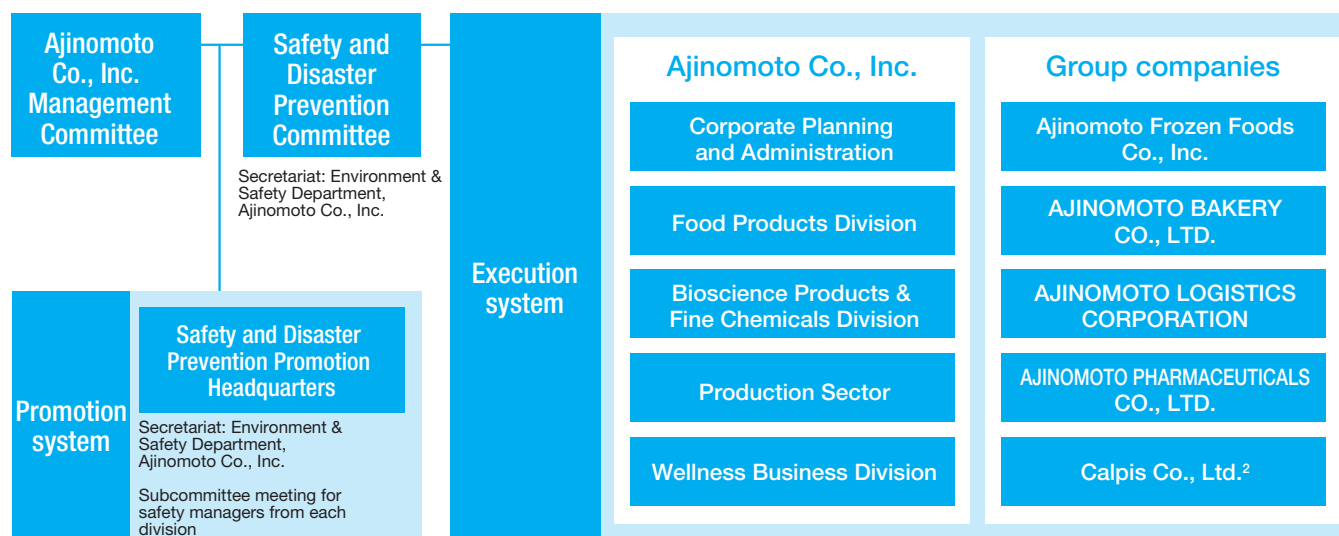 Ajinomoto
Co., Inc.
Management
Committee
Safety and
Disaster
Prevention
Committee
Secretariat: Environment &
Safety Department,
Ajinomoto Co., Inc.
Promotion
system
Safety and Disaster
Prevention Promotion
Headquarters
Secretariat: Environment &
Safety Department,
Ajinomoto Co., Inc.
Subcommittee meeting for
safety managers from each
division
Execution
system
Ajinomoto Co., Inc.
Corporate Planning
and Administration
Food Products Division
Bioscience Products &
Fine Chemicals Division
Production Sector
Wellness Business Division
Group companies
Ajinomoto Frozen Foods
Co., Inc.
AJINOMOTO BAKERY
CO., LTD.
AJINOMOTO LOGISTICS
CORPORATION
AJINOMOTO PHARMACEUTICALS
CO., LTD.
Calpis Co., Ltd.²